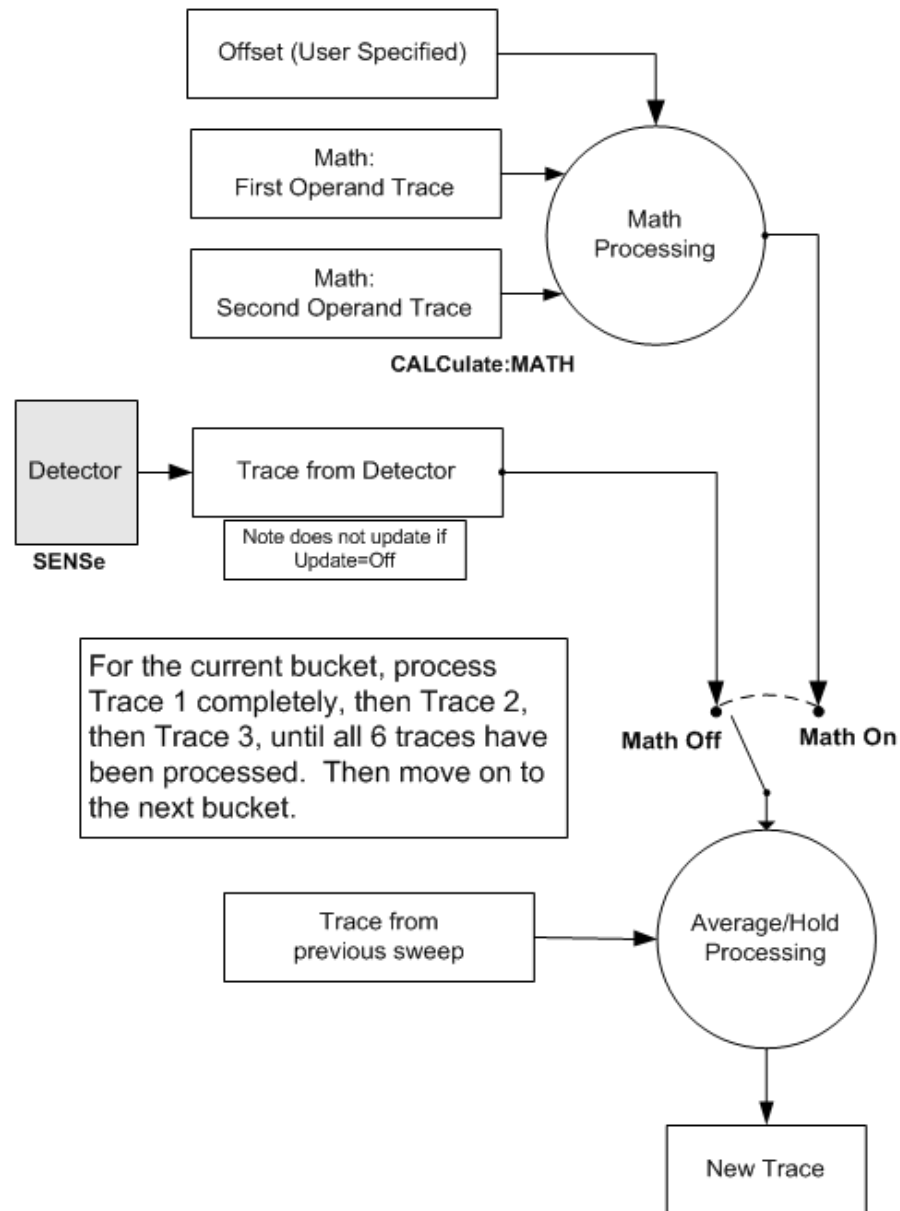 Offset (User Specified)
Math:
First Operand Trace
Math
Processing
Math:
Second Operand Trace
CALCulate:MATH
Detector
Trace from Detector
Note does not update if
Update=Off
SENSe
For the current bucket, process
Trace 1 completely, then Trace 2,
then Trace 3, until all 6 traces have
been processed.  Then move on to
the next bucket.
Math Off
Math On
Trace from
previous sweep
Average/Hold
Processing
New Trace